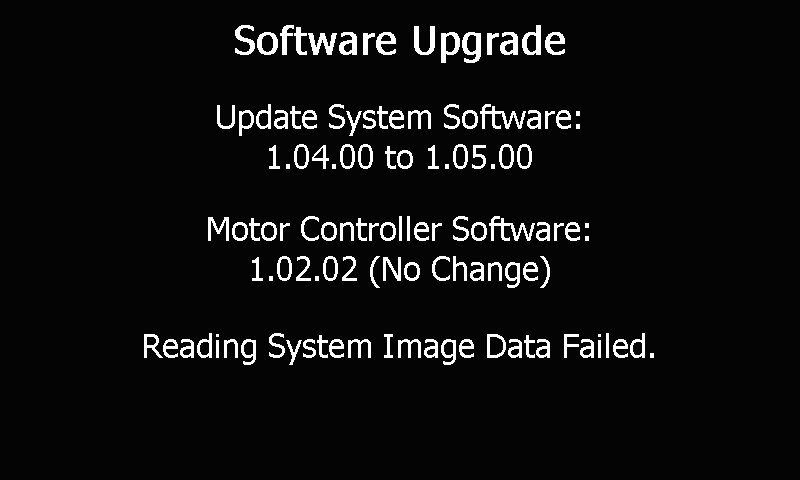 Software Upgrade
Update System Software:
1.04.00 to 1.05.00
Motor Controller Software:
1.02.02 (No Change)
Reading System Image Data Failed.